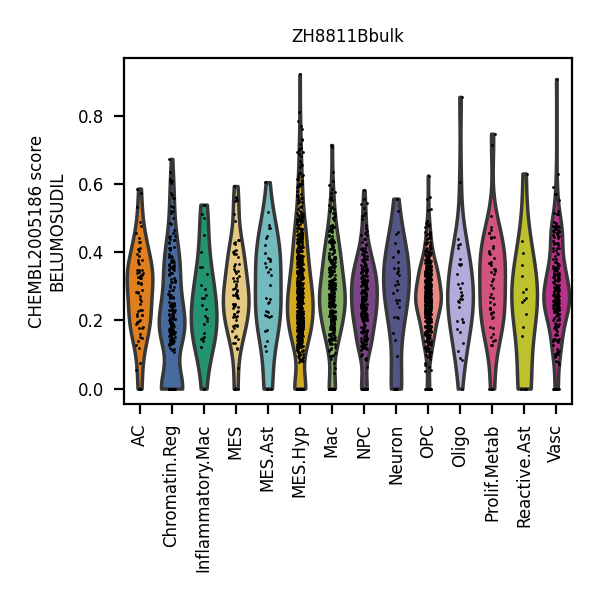 ZH8811Bbulk
CHEMBL2005186 score
BELUMOSUDIL
0.8
0.6
0.4
0.2
0.0
AC
Chromatin.Reg
Inflammatory.Mac
MES
MES.Ast
MES.Hyp
Mac
NPC
Neuron
OPC
Oligo
Prolif.Metab
Reactive.Ast
Vasc